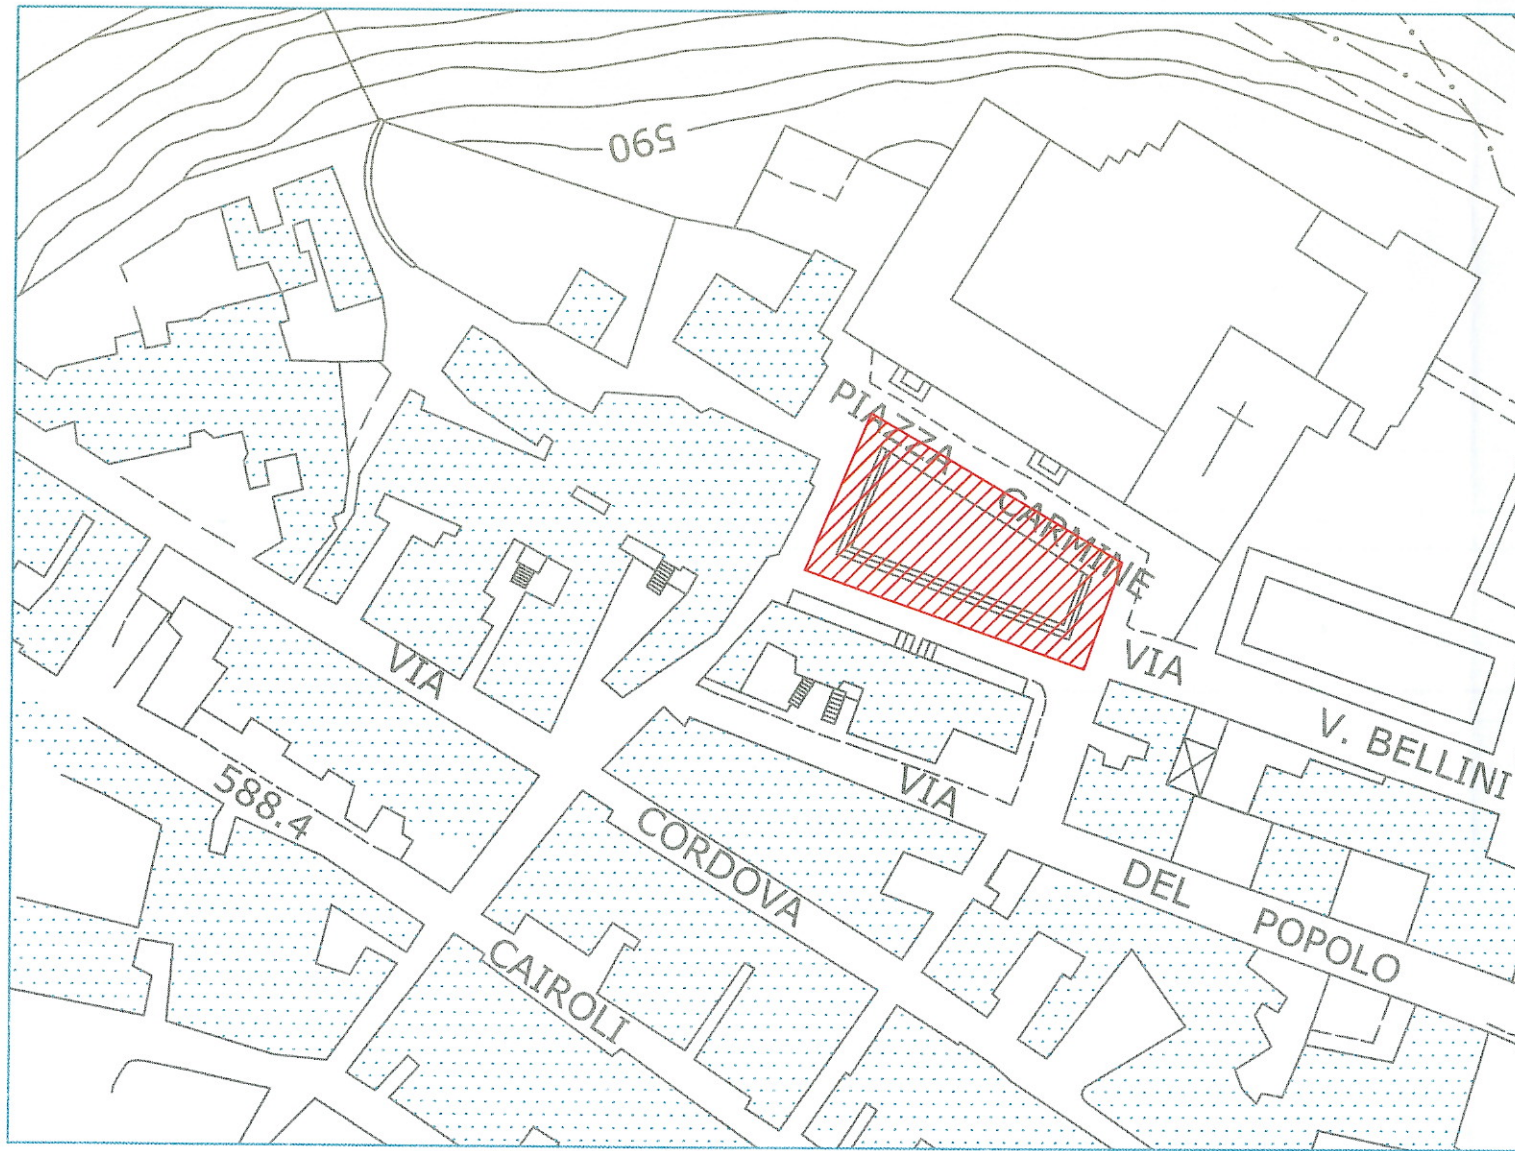 590
PIAZZA CARMINE
VIA V. BELLINI
VIA
588.4
VIA DEL POPOLO
CORDOVA
CAIROLI